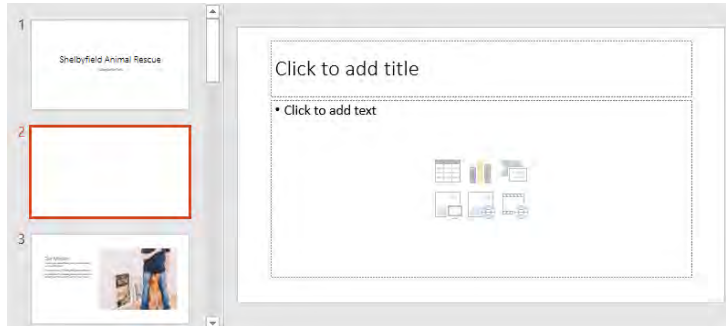 1
Shelbyfield Animal Rescue
2
3
Our Mission
Click to add title
• Click to add text